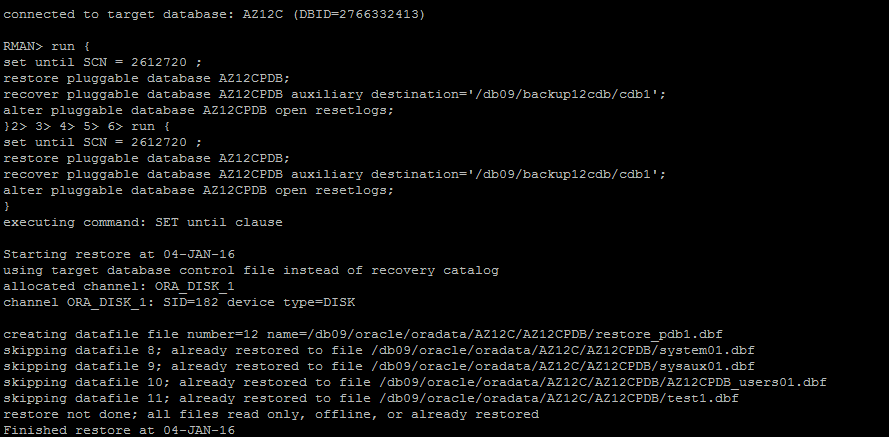 connected to target database: AZ12C (DBID=2766332413)
RMAN> run {
set until SCN = 2612720 ;
restore pluggable database AZ12CPDB;
recover pluggable database AZ12CPDB auxiliary destination='/db09/backup12cdb/cdb1';
alter pluggable database AZ12CPDB open resetlogs;
}2> 3> 4> 5> 6> run {
set until SCN = 2612720 ;
restore pluggable database AZ12CPDB;
recover pluggable database AZ12CPDB auxiliary destination='/db09/backup12cdb/cdb1';
alter pluggable database AZ12CPDB open resetlogs;
}
executing command: SET until clause
Starting restore at 04-JAN-16
using target database control file instead of recovery catalog
allocated channel: ORA_DISK_1
channel ORA_DISK_1: SID=182 device type=DISK
creating datafile file number=12 name=/db09/oracle/oradata/AZ12C/AZ12CPDB/restore_pdb1.dbf
skipping datafile 8; already restored to file /db09/oracle/oradata/AZ12C/AZ12CPDB/system01.dbf
skipping datafile 9; already restored to file /db09/oracle/oradata/AZ12C/AZ12CPDB/sysaux01.dbf
skipping datafile 10; already restored to file /db09/oracle/oradata/AZ12C/AZ12CPDB/AZ12CPDB_users01.dbf
skipping datafile 11; already restored to file /db09/oracle/oradata/AZ12C/AZ12CPDB/test1.dbf
restore not done; all files read only, offline, or already restored
Finished restore at 04-JAN-16